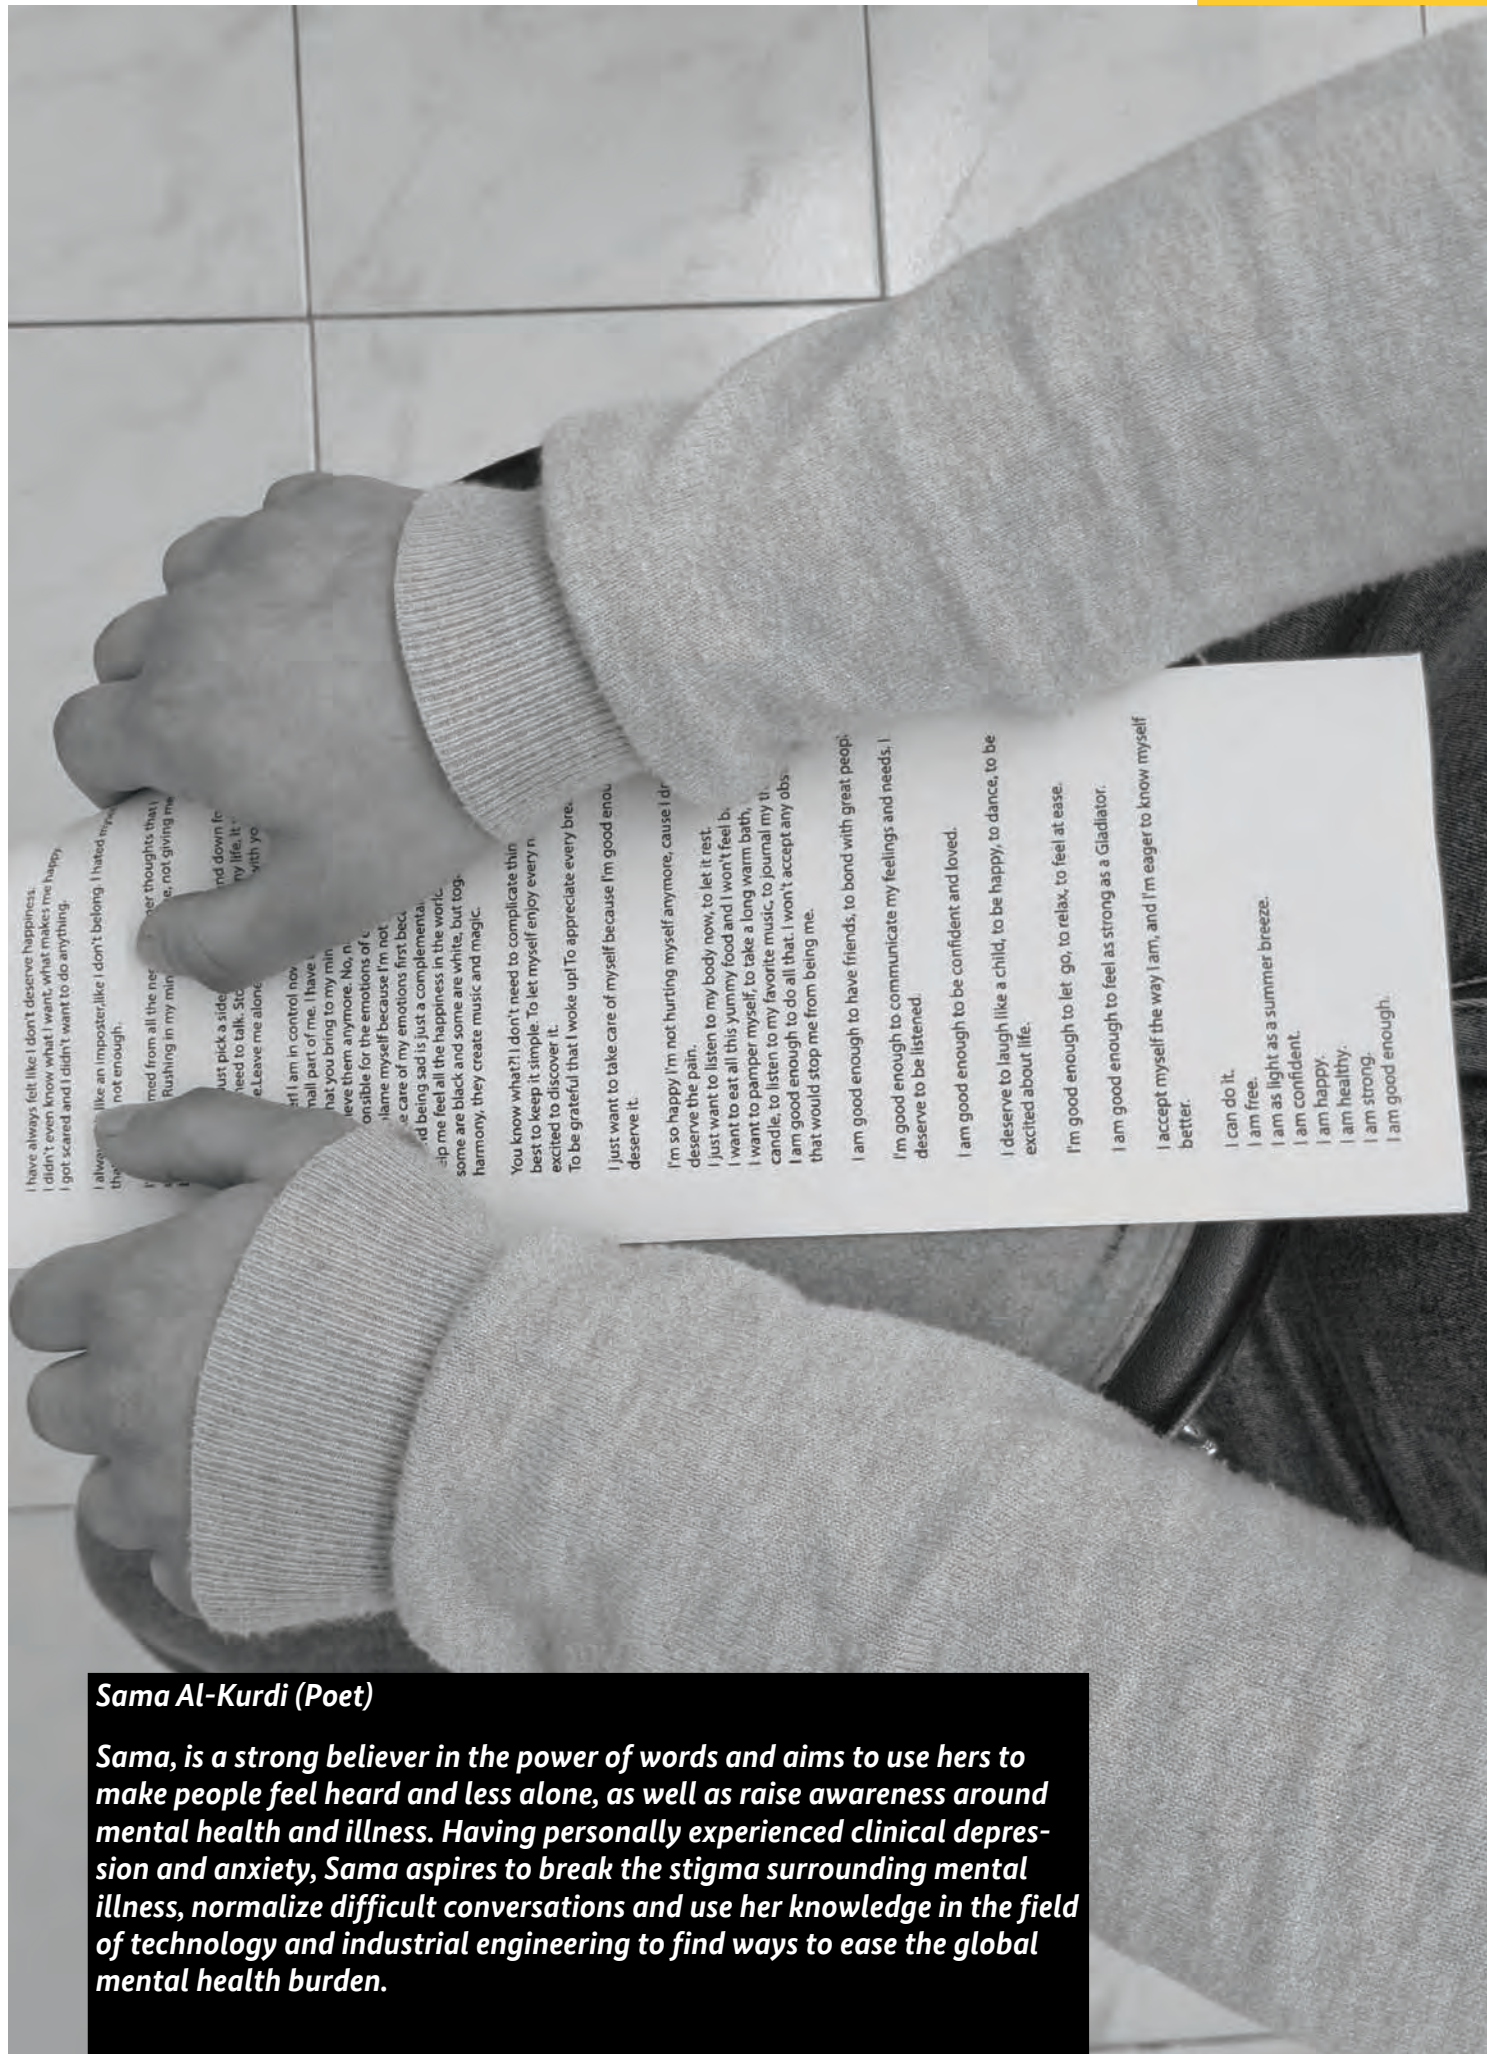 I have always felt like I don't deserve happiness.
I didn't even know what I want, what makes me happy.
I got scared and I didn't want to do anything.
like an imposter,like I don't belong. I hated
not enough.
med from all the thoughts that
Rushing in my e, not giving me
ust pick a side nd down
need to talk. ry life.
e.Leave me alone with
I am in control
mall part of me. I have
hat you bring to my
ieve them anymore. No,
onsible for the emotions of
lame myself because I'm not
e care of my emotions first
nd being sad is just a
elp me feel all the happiness in the
some are black and some are white, but
harmony, they create music and magic.
You know what?I don't need to complicate
best to keep it simple. To let myself enjoy every
excited to discover it.
To be grateful that I woke up!To appreciate every
I just want to take care of myself because I'm good
deserve it.
I'm so happy I'm not hurting myself anymore, cause I
deserve the pain.
I just want to listen to my body now, to let it rest.
I want to eat all this yummy food and I won't feel
I want to pamper myself, to take a long warm bath,
candle, to listen to my favorite music, to journal my
I am good enough to do all that. I won't accept any
that would stop me from being me.
I am good enough to have friends, to bond with great
I'm good enough to communicate my feelings and needs. I
deserve to be listened.
I am good enough to be confident and loved.
I deserve to laugh like a child, to be happy, to dance, to be
excited about life.
I'm good enough to let go, to relax, to feel at ease.
I am good enough to feel as strong as a Gladiator.
I accept myself the way I am, and I'm eager to know myself
better.
I can do it.
I am free.
I am as light as a summer breeze.
I am confident.
I am happy.
I am healthy.
I am strong.
I am good enough.
Sama Al-Kurdi (Poet)
Sama, is a strong believer in the power of words and aims to use hers to
make people feel heard and less alone, as well as raise awareness around
mental health and illness. Having personally experienced clinical depres-
sion and anxiety, Sama aspires to break the stigma surrounding mental
illness, normalize difficult conversations and use her knowledge in the field
of technology and industrial engineering to find ways to ease the global
mental health burden.